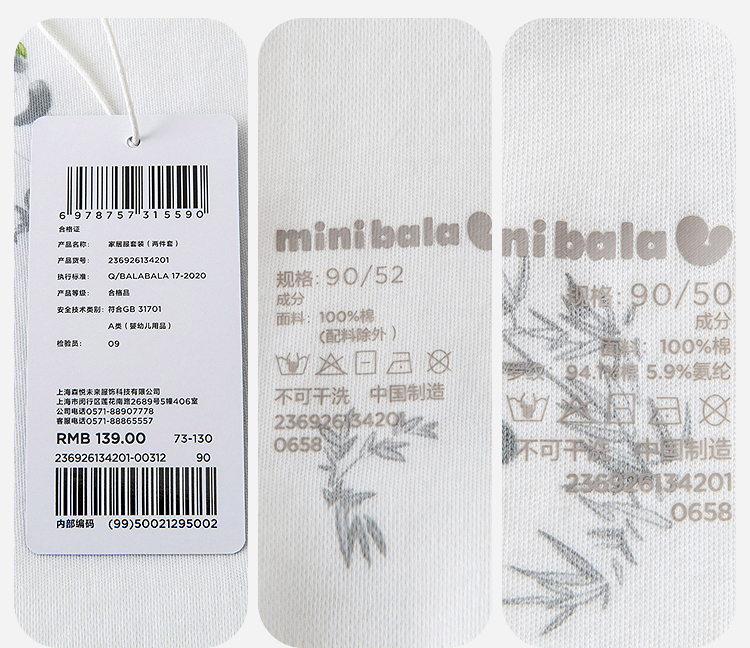 6 978757 315590
合格证
产品名称: 家居服套装(两件套)
产品货号: 236926134201
执行标准: Q/BALABALA 17-2020
产品等级: 合格品
安全技术类别: 符合GB 31701
A类(婴幼儿用品)
检验员: 09
上海森悦未来服饰科技有限公司
上海市闵行区莲花南路2689号5幢406室
公司电话0571-88907778
客服电话0571-88865557
RMB 139.00 73-130
236926134201-00312 90
内部编码 (99)50021295002
minibala
规格: 90/52
成分
面料: 100%棉
(配料除外)
不可干洗 中国制造
236926134201
0658
ni bala
规格: 90/50
成分
面料: 100%棉
94.1%棉 5.9%氨纶
不可干洗 中国制造
236926134201
0658